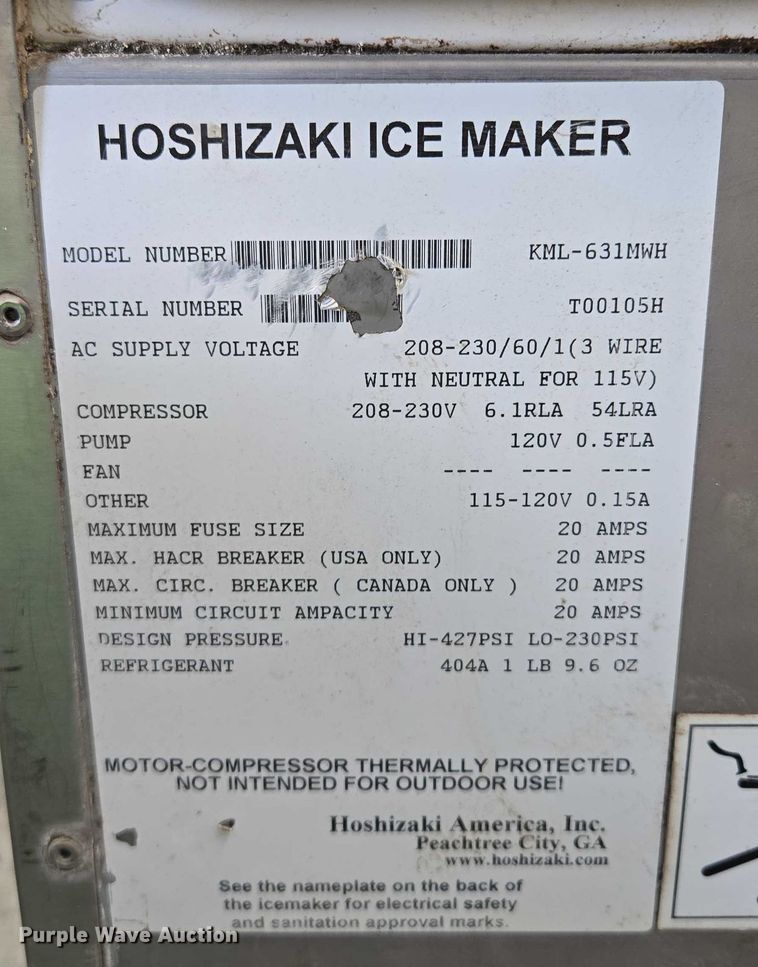 HOSHIZAKI ICE MAKER
MODEL NUMBER KML-631MWH
SERIAL NUMBER T00105H
AC SUPPLY VOLTAGE 208-230/60/1(3 WIRE
WITH NEUTRAL FOR 115V)
COMPRESSOR 208-230V 6.1RLA 54LRA
PUMP 120V 0.5FLA
FAN ---- ---- ----
OTHER 115-120V 0.15A
MAXIMUM FUSE SIZE 20 AMPS
MAX. HACR BREAKER (USA ONLY) 20 AMPS
MAX. CIRC. BREAKER ( CANADA ONLY ) 20 AMPS
MINIMUM CIRCUIT AMPACITY 20 AMPS
DESIGN PRESSURE HI-427PSI LO-230PSI
REFRIGERANT 404A 1 LB 9.6 OZ
MOTOR-COMPRESSOR THERMALLY PROTECTED,
NOT INTENDED FOR OUTDOOR USE!
Hoshizaki America, Inc.
Peachtree City, GA
www.hoshizaki.com
See the nameplate on the back of
the icemaker for electrical safety
and sanitation approval marks.
Purple Wave Auction